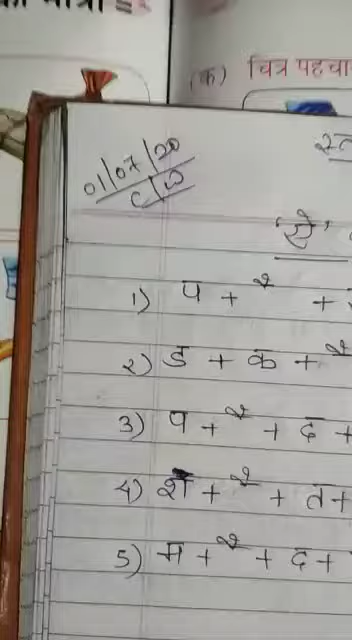 (क) चित्र पहचा
01/07/20
C/W
'से'
1) प + ै +
2) ड + क + ै
3) प + ै + द +
4) श + ै + त +
5) म + ै + द +